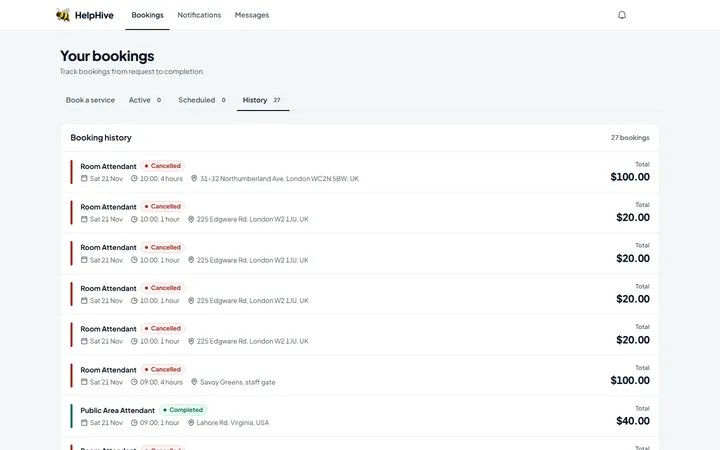 HelpHive Bookings Notifications Messages
Your bookings
Track bookings from request to completion.
Book a service Active 0 Scheduled 0 History 27
Booking history 27 bookings
Room Attendant Cancelled Total
Sat 21 Nov 10:00, 4 hours 31–32 Northumberland Ave, London WC2N 5BW, UK $100.00
Room Attendant Cancelled Total
Sat 21 Nov 10:00, 1 hour 225 Edgware Rd, London W2 1JU, UK $20.00
Room Attendant Cancelled Total
Sat 21 Nov 10:00, 1 hour 225 Edgware Rd, London W2 1JU, UK $20.00
Room Attendant Cancelled Total
Sat 21 Nov 10:00, 1 hour 225 Edgware Rd, London W2 1JU, UK $20.00
Room Attendant Cancelled Total
Sat 21 Nov 10:00, 1 hour 225 Edgware Rd, London W2 1JU, UK $20.00
Room Attendant Cancelled Total
Sat 21 Nov 09:00, 4 hours Savoy Greens, staff gate $100.00
Public Area Attendant Completed Total
Sat 21 Nov 09:00, 1 hour Lahore Rd, Virginia, USA $40.00
Room Attendant Cancelled Total